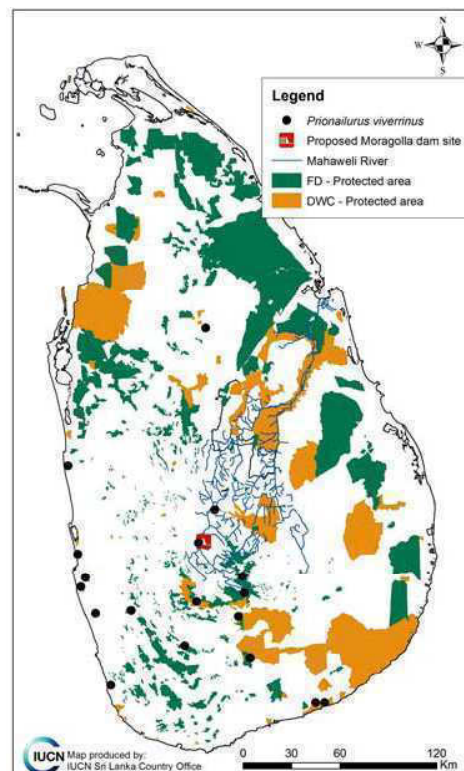 N
W E
S
Legend
Prionailurus viverrinus
Proposed Moragolla dam site
Mahaweli River
FD - Protected area
DWC - Protected area
IUCN
Map produced by:
IUCN Sri Lanka Country Office
0 30 60 120
Km